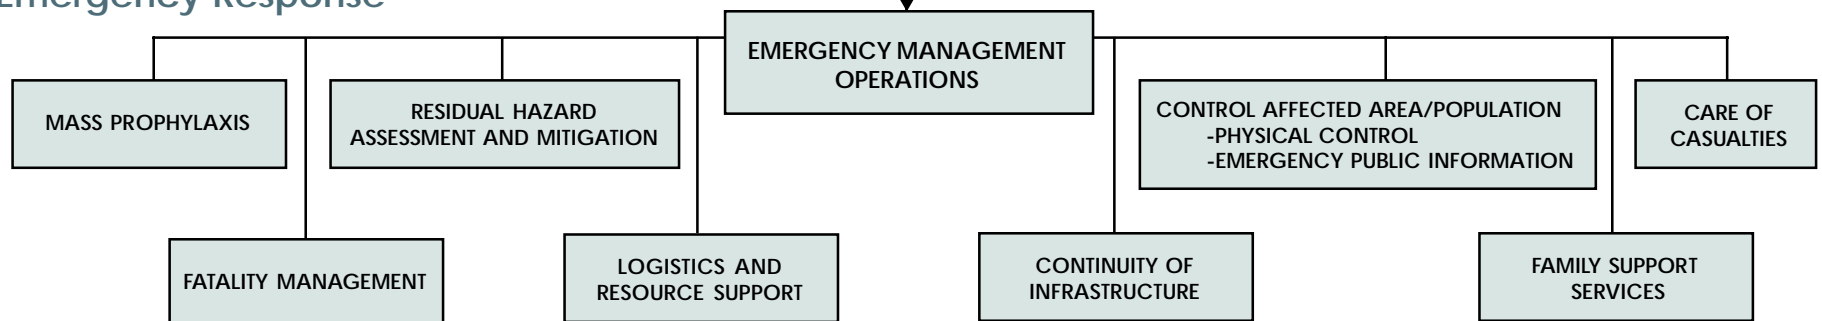 Emergency Response
EMERGENCY MANAGEMENT
OPERATIONS
MASS PROPHYLAXIS
RESIDUAL HAZARD
ASSESSMENT AND MITIGATION
CONTROL AFFECTED AREA/POPULATION
-PHYSICAL CONTROL
-EMERGENCY PUBLIC INFORMATION
CARE OF
CASUALTIES
FATALITY MANAGEMENT
LOGISTICS AND
RESOURCE SUPPORT
CONTINUITY OF
INFRASTRUCTURE
FAMILY SUPPORT
SERVICES